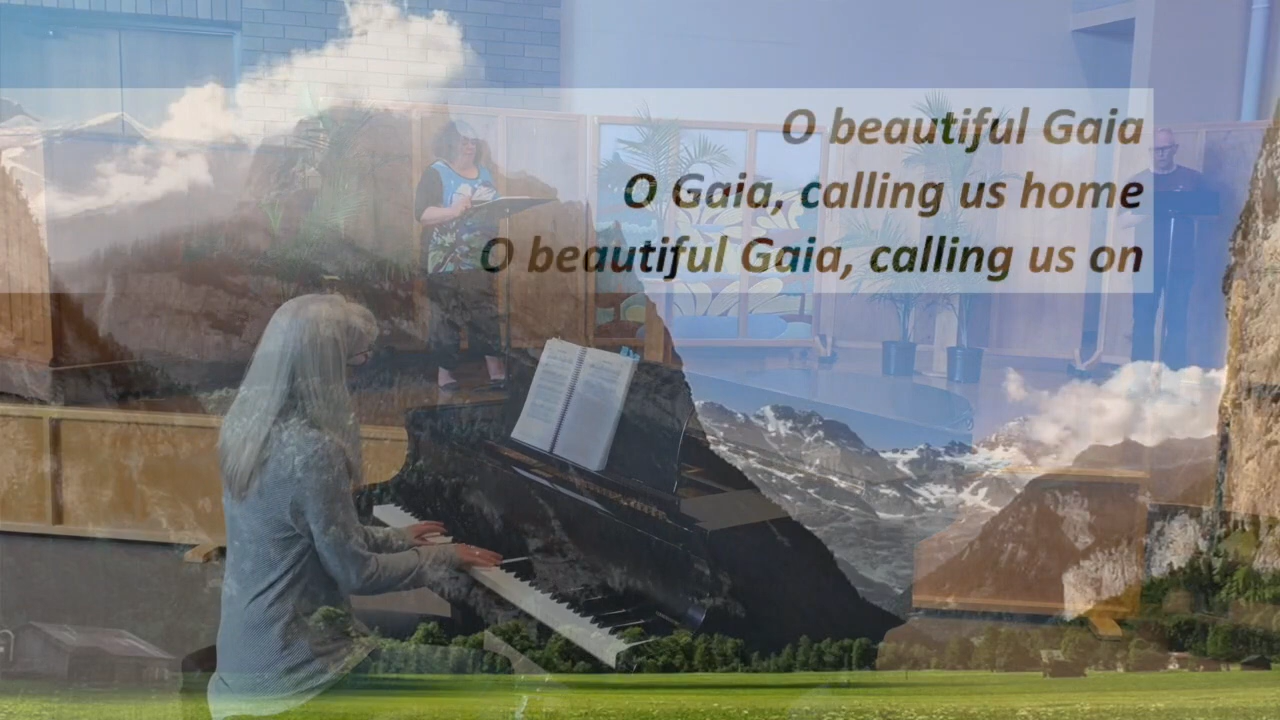 O beautiful Gaia
O Gaia, calling us home
O beautiful Gaia, calling us on